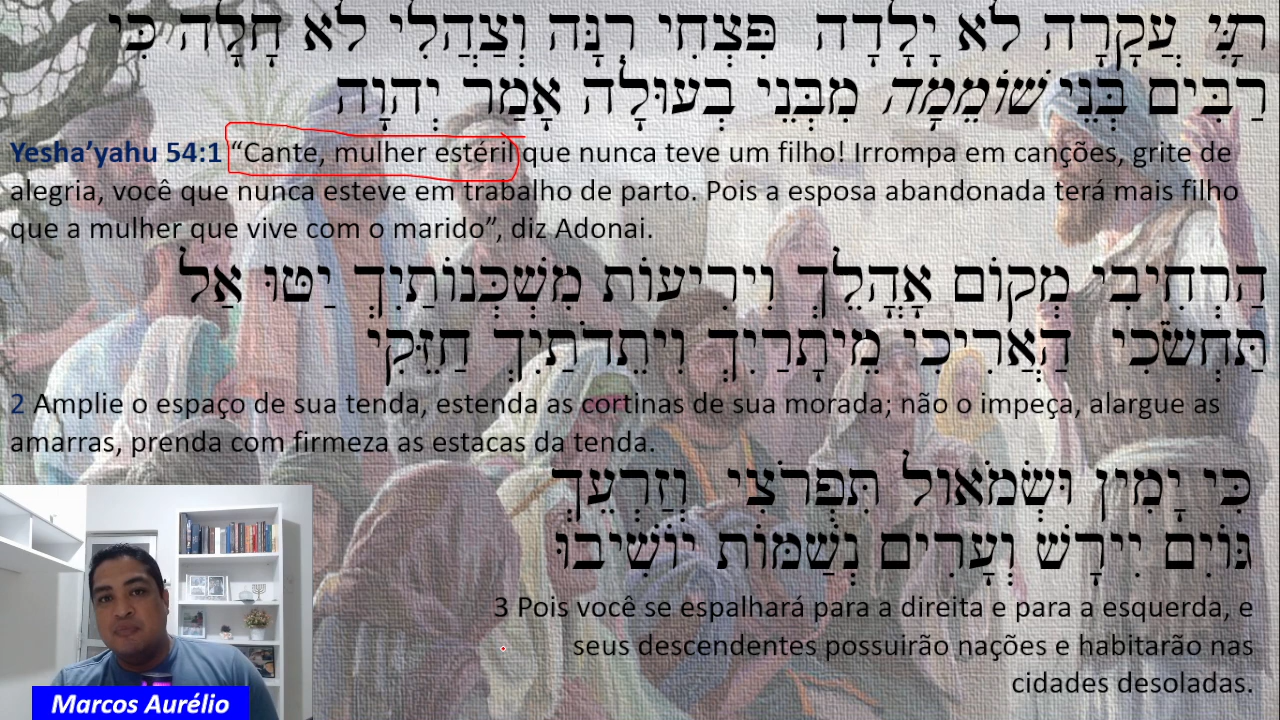 רָנִּי עֲקָרָה לֹא יָלָדָה פִּצְחִי רִנָּה וְצַהֲלִי לֹא חָלָה כִּי
רַבִּים בְּנֵי שׁוֹמֵמָה מִבְּנֵי בְעוּלָה אָמַר יְהוָה
Yesha’yahu 54:1 “Cante, mulher estéril que nunca teve um filho! Irrompa em canções, grite de
alegria, você que nunca esteve em trabalho de parto. Pois a esposa abandonada terá mais filho
que a mulher que vive com o marido”, diz Adonai.
הַרְחִיבִי מְקוֹם אָהֳלֵךְ וִירִיעוֹת מִשְׁכְּנוֹתַיִךְ יַטּוּ אַל
תַּחְשֹׂכִי הַאֲרִיכִי מֵיתָרַיִךְ וִיתֵדֹתַיִךְ חַזֵּקִי
2 Amplie o espaço de sua tenda, estenda as cortinas de sua morada; não o impeça, alargue as
amarras, prenda com firmeza as estacas da tenda.
כִּי יָמִין וּשְׂמֹאול תִּפְרֹצִי וְזַרְעֵךְ
גּוֹיִם יִירָשׁ וְעָרִים נְשַׁמּוֹת יוֹשִׁיבוּ
3 Pois você se espalhará para a direita e para a esquerda, e
seus descendentes possuirão nações e habitarão nas
cidades desoladas.
Marcos Aurélio